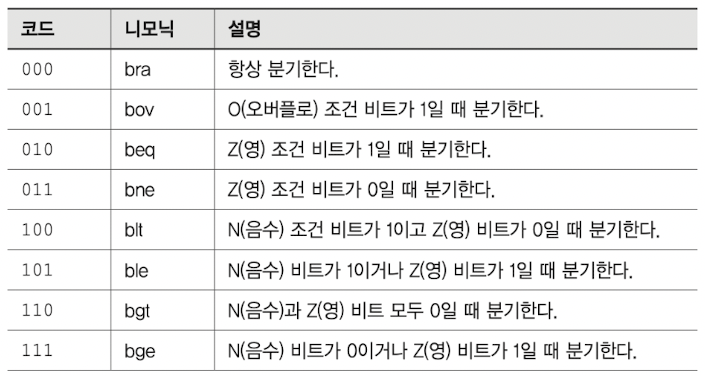 코드 니모닉 설명
000 bra 항상 분기한다.
001 bov O(오버플로) 조건 비트가 1일 때 분기한다.
010 beq Z(영) 조건 비트가 1일 때 분기한다.
011 bne Z(영) 조건 비트가 0일 때 분기한다.
100 blt N(음수) 조건 비트가 1이고 Z(영) 비트가 0일 때 분기한다.
101 ble N(음수) 비트가 1이거나 Z(영) 비트가 1일 때 분기한다.
110 bgt N(음수)과 Z(영) 비트 모두 0일 때 분기한다.
111 bge N(음수) 비트가 0이거나 Z(영) 비트가 1일 때 분기한다.